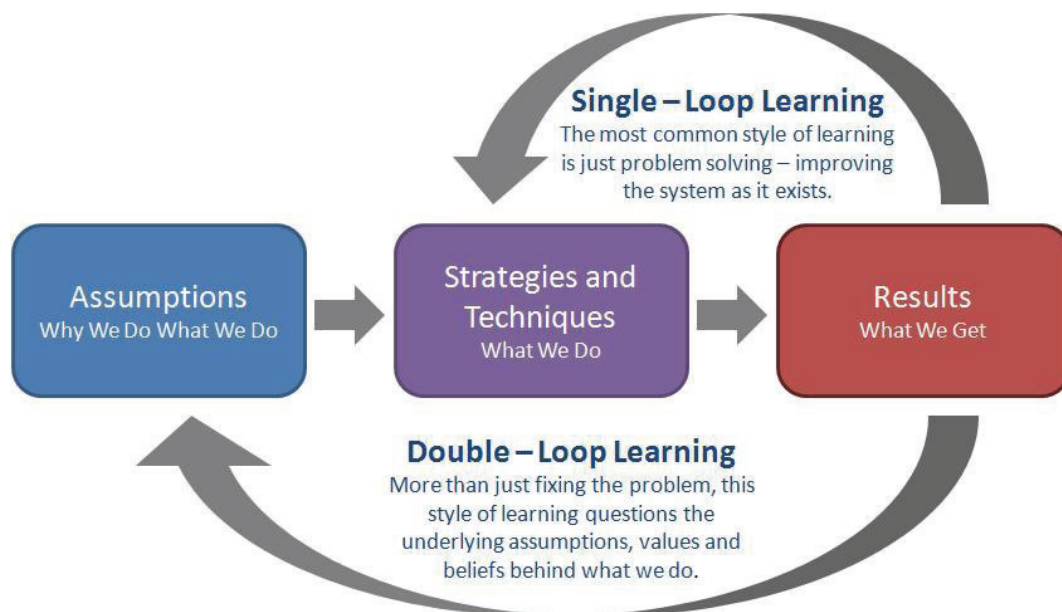 Single – Loop Learning
The most common style of learning
is just problem solving – improving
the system as it exists.
Assumptions
Why We Do What We Do
Strategies and
Techniques
What We Do
Results
What We Get
Double – Loop Learning
More than just fixing the problem, this
style of learning questions the
underlying assumptions, values and
beliefs behind what we do.